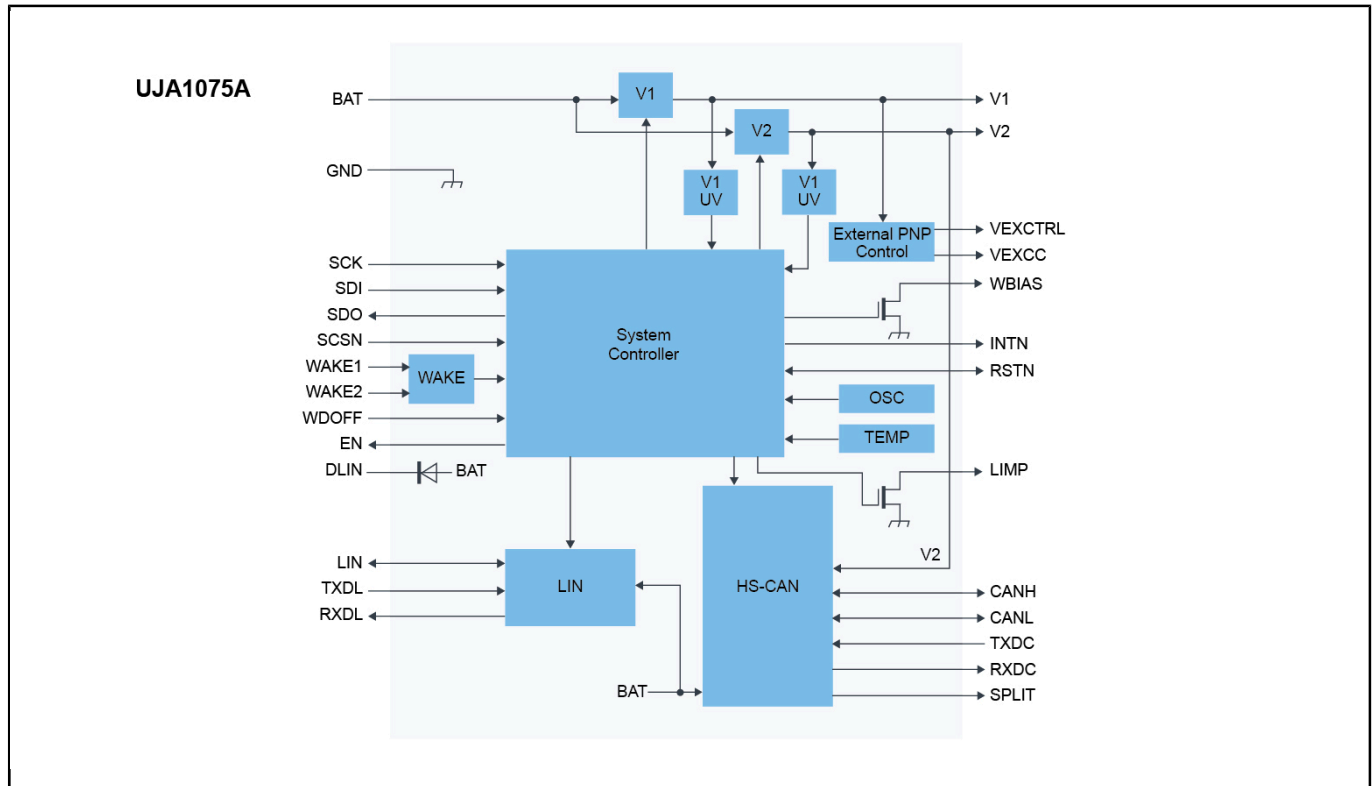 UJA1075A
BAT
V1
V1
V2
V2
GND
V1
UV
V1
UV
External PNP
Control
VEXCTRL
VEXCC
SCK
SDI
SDO
SCSN
WAKE1
WAKE2
WAKE
WDOFF
EN
DLIN
BAT
System
Controller
WBIAS
INTN
RSTN
OSC
TEMP
LIMP
LIN
TXDL
RXDL
LIN
HS-CAN
V2
BAT
CANH
CANL
TXDC
RXDC
SPLIT